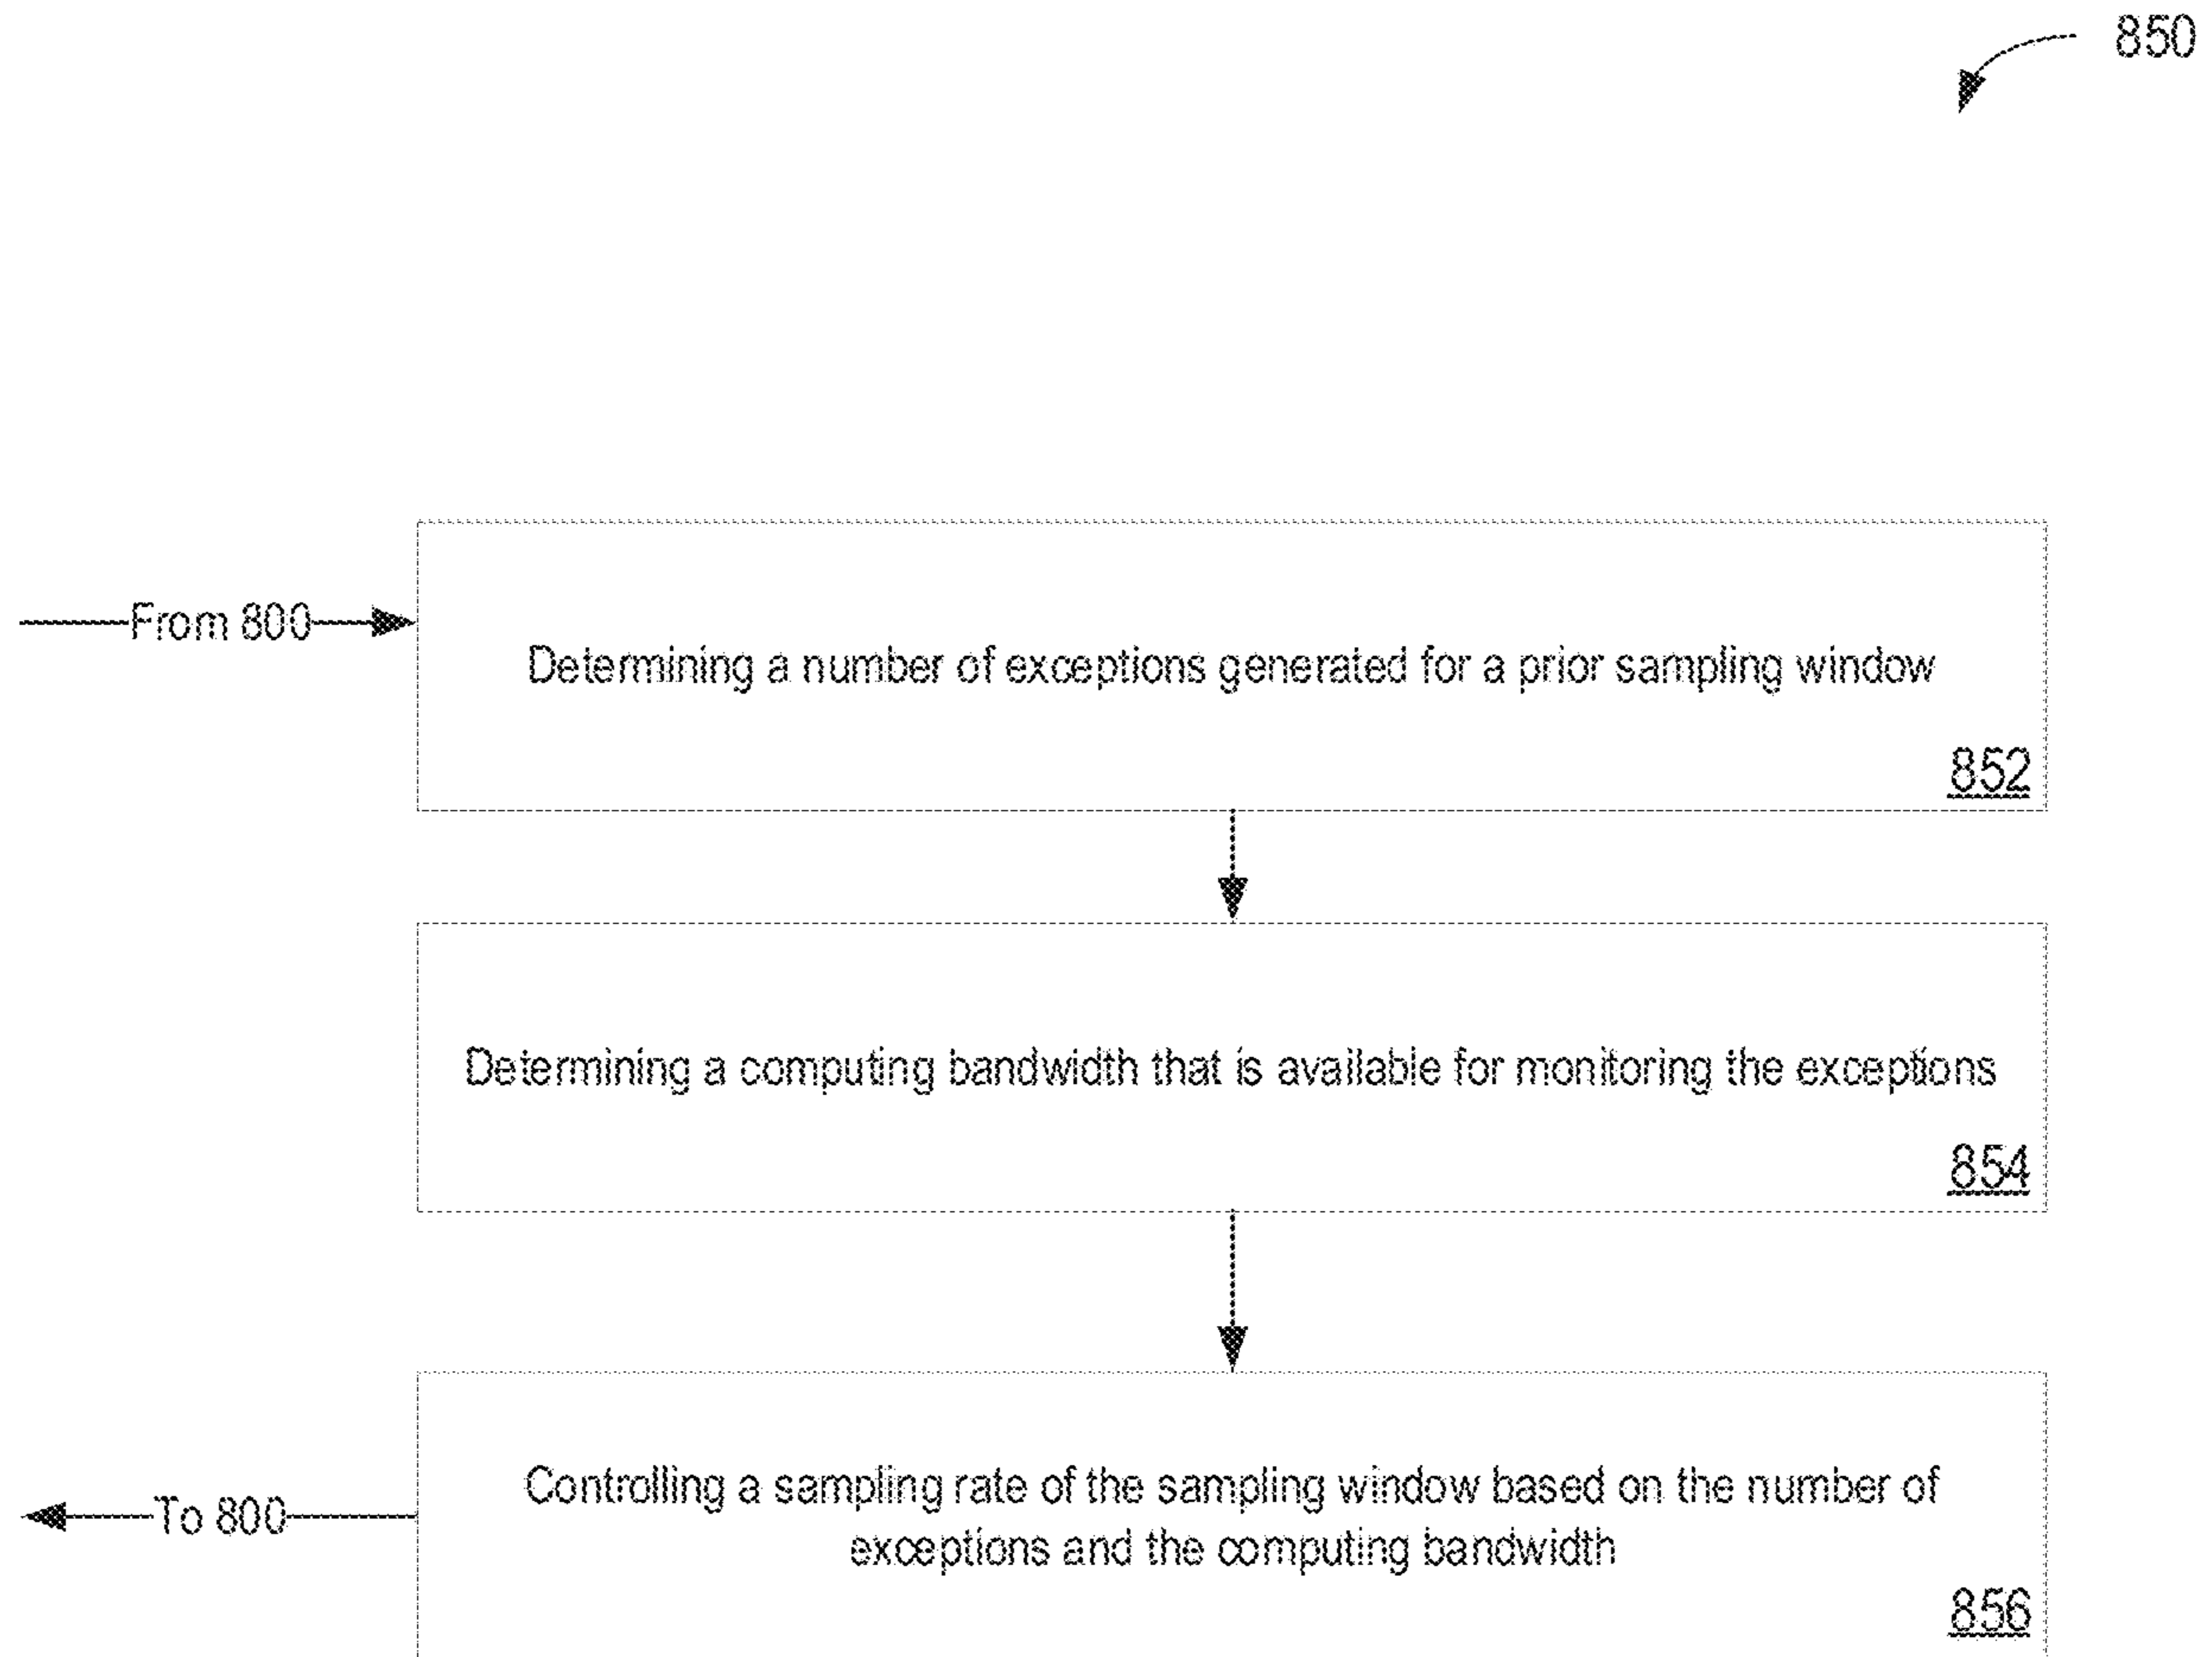 850
From 800
Determining a number of exceptions generated for a prior sampling window
852
Determining a computing bandwidth that is available for monitoring the exceptions
854
To 800
Controlling a sampling rate of the sampling window based on the number of
exceptions and the computing bandwidth
856